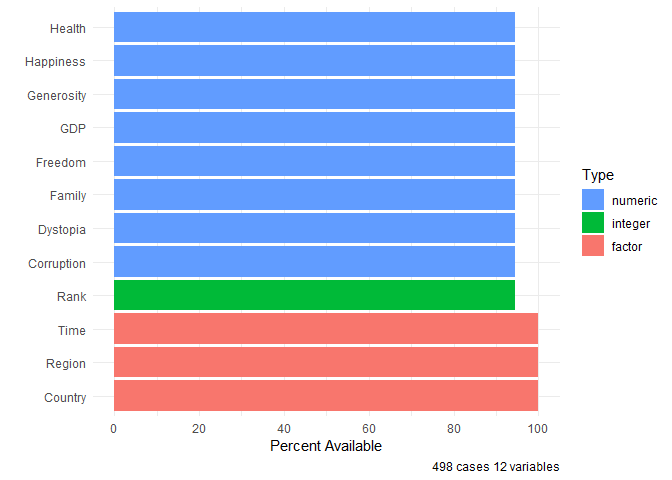 Health
Happiness
Generosity
GDP
Freedom
Family
Dystopia
Corruption
Rank
Time
Region
Country
0 20 40 60 80 100
Percent Available
498 cases 12 variables
Type
numeric
integer
factor